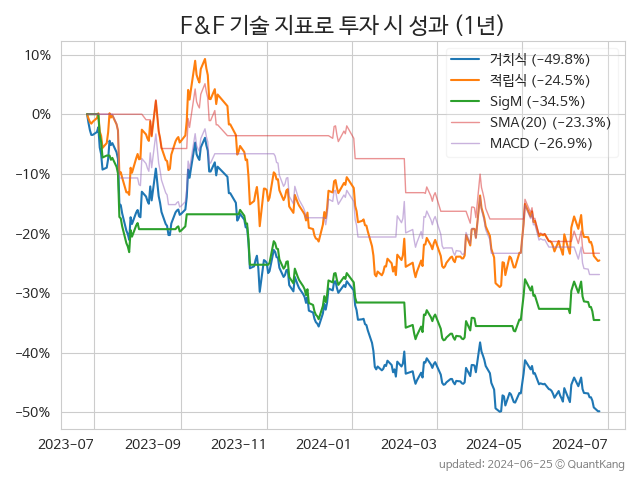 F&F 기술 지표로 투자 시 성과 (1년)
거치식 (−49.8%)
적립식 (−24.5%)
SigM (−34.5%)
SMA(20) (−23.3%)
MACD (−26.9%)
10%
0%
−10%
−20%
−30%
−40%
−50%
2023−07 2023−09 2023−11 2024−01 2024−03 2024−05 2024−07
updated: 2024−06−25 ⓒ QuantKang